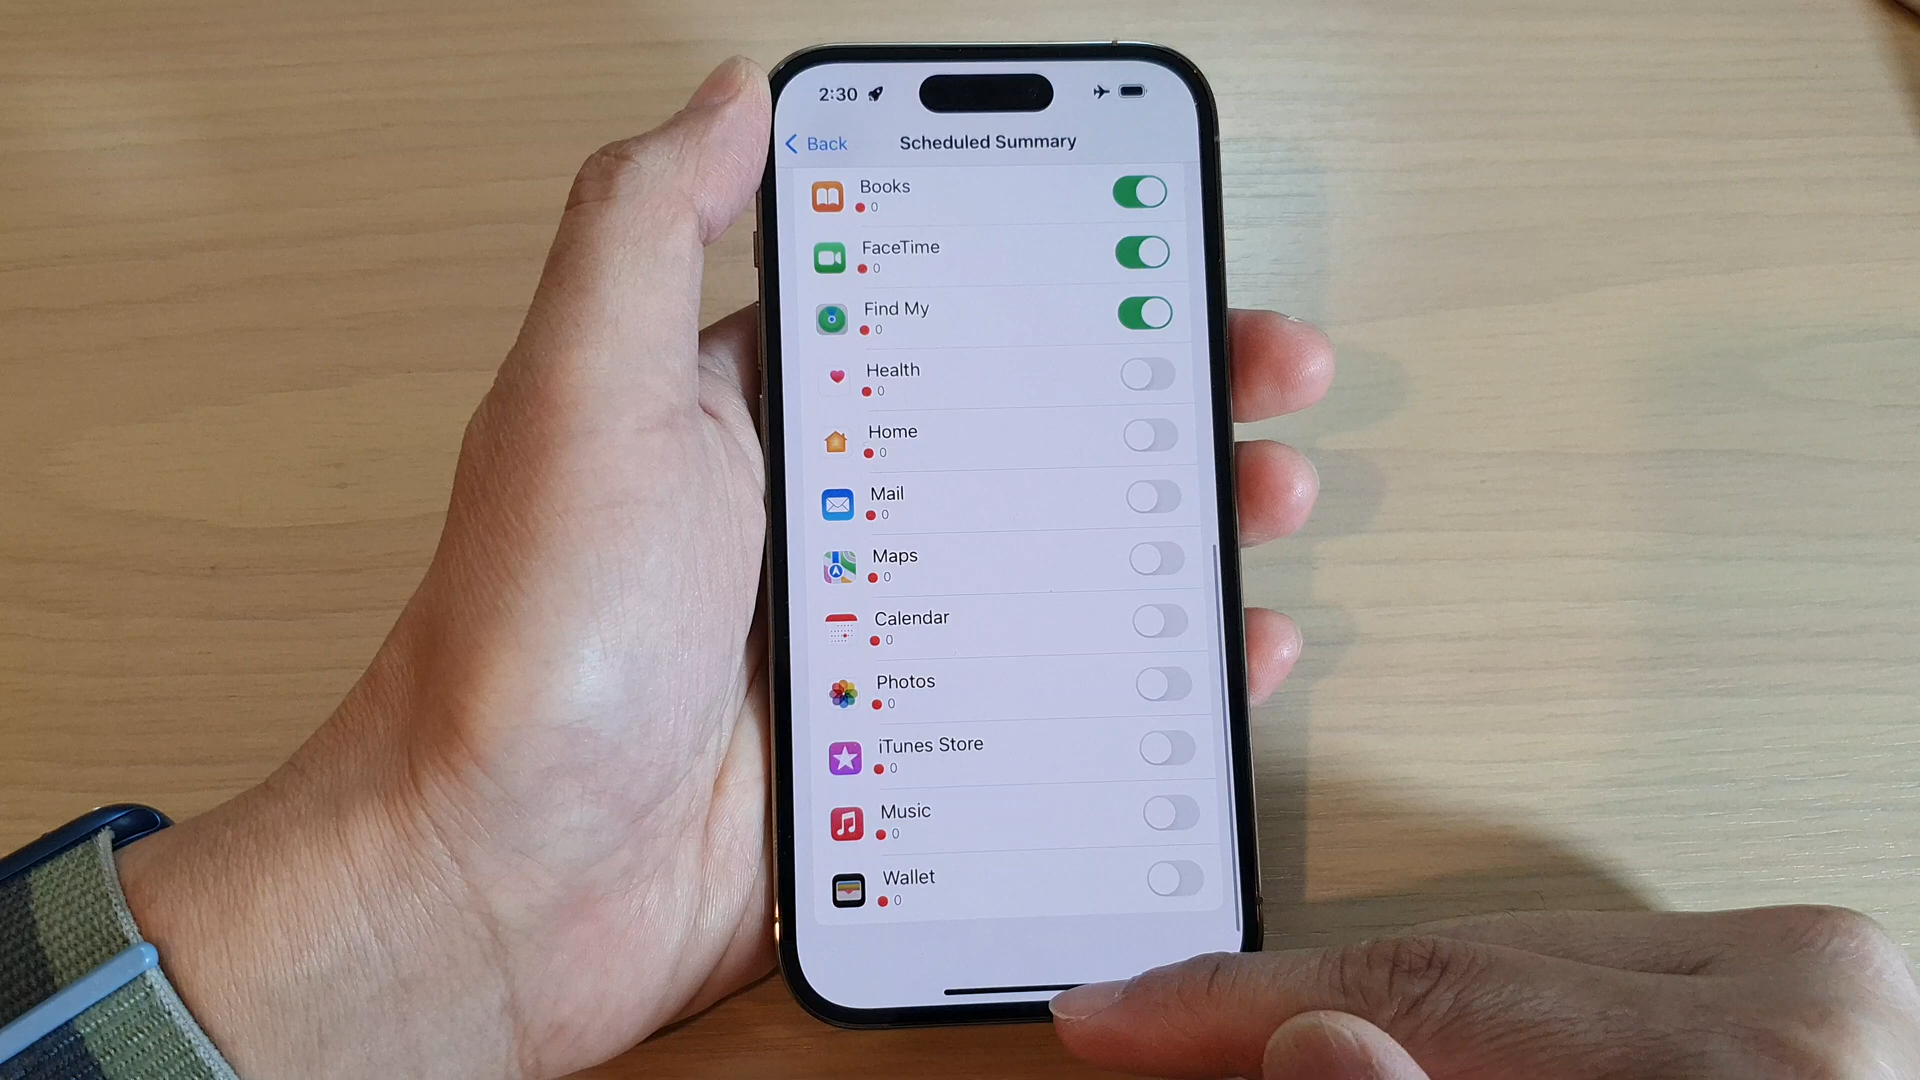 2:30
Back
Scheduled Summary
Books
0
FaceTime
0
Find My
0
Health
0
Home
0
Mail
0
Maps
0
Calendar
0
Photos
0
iTunes Store
0
Music
0
Wallet
0